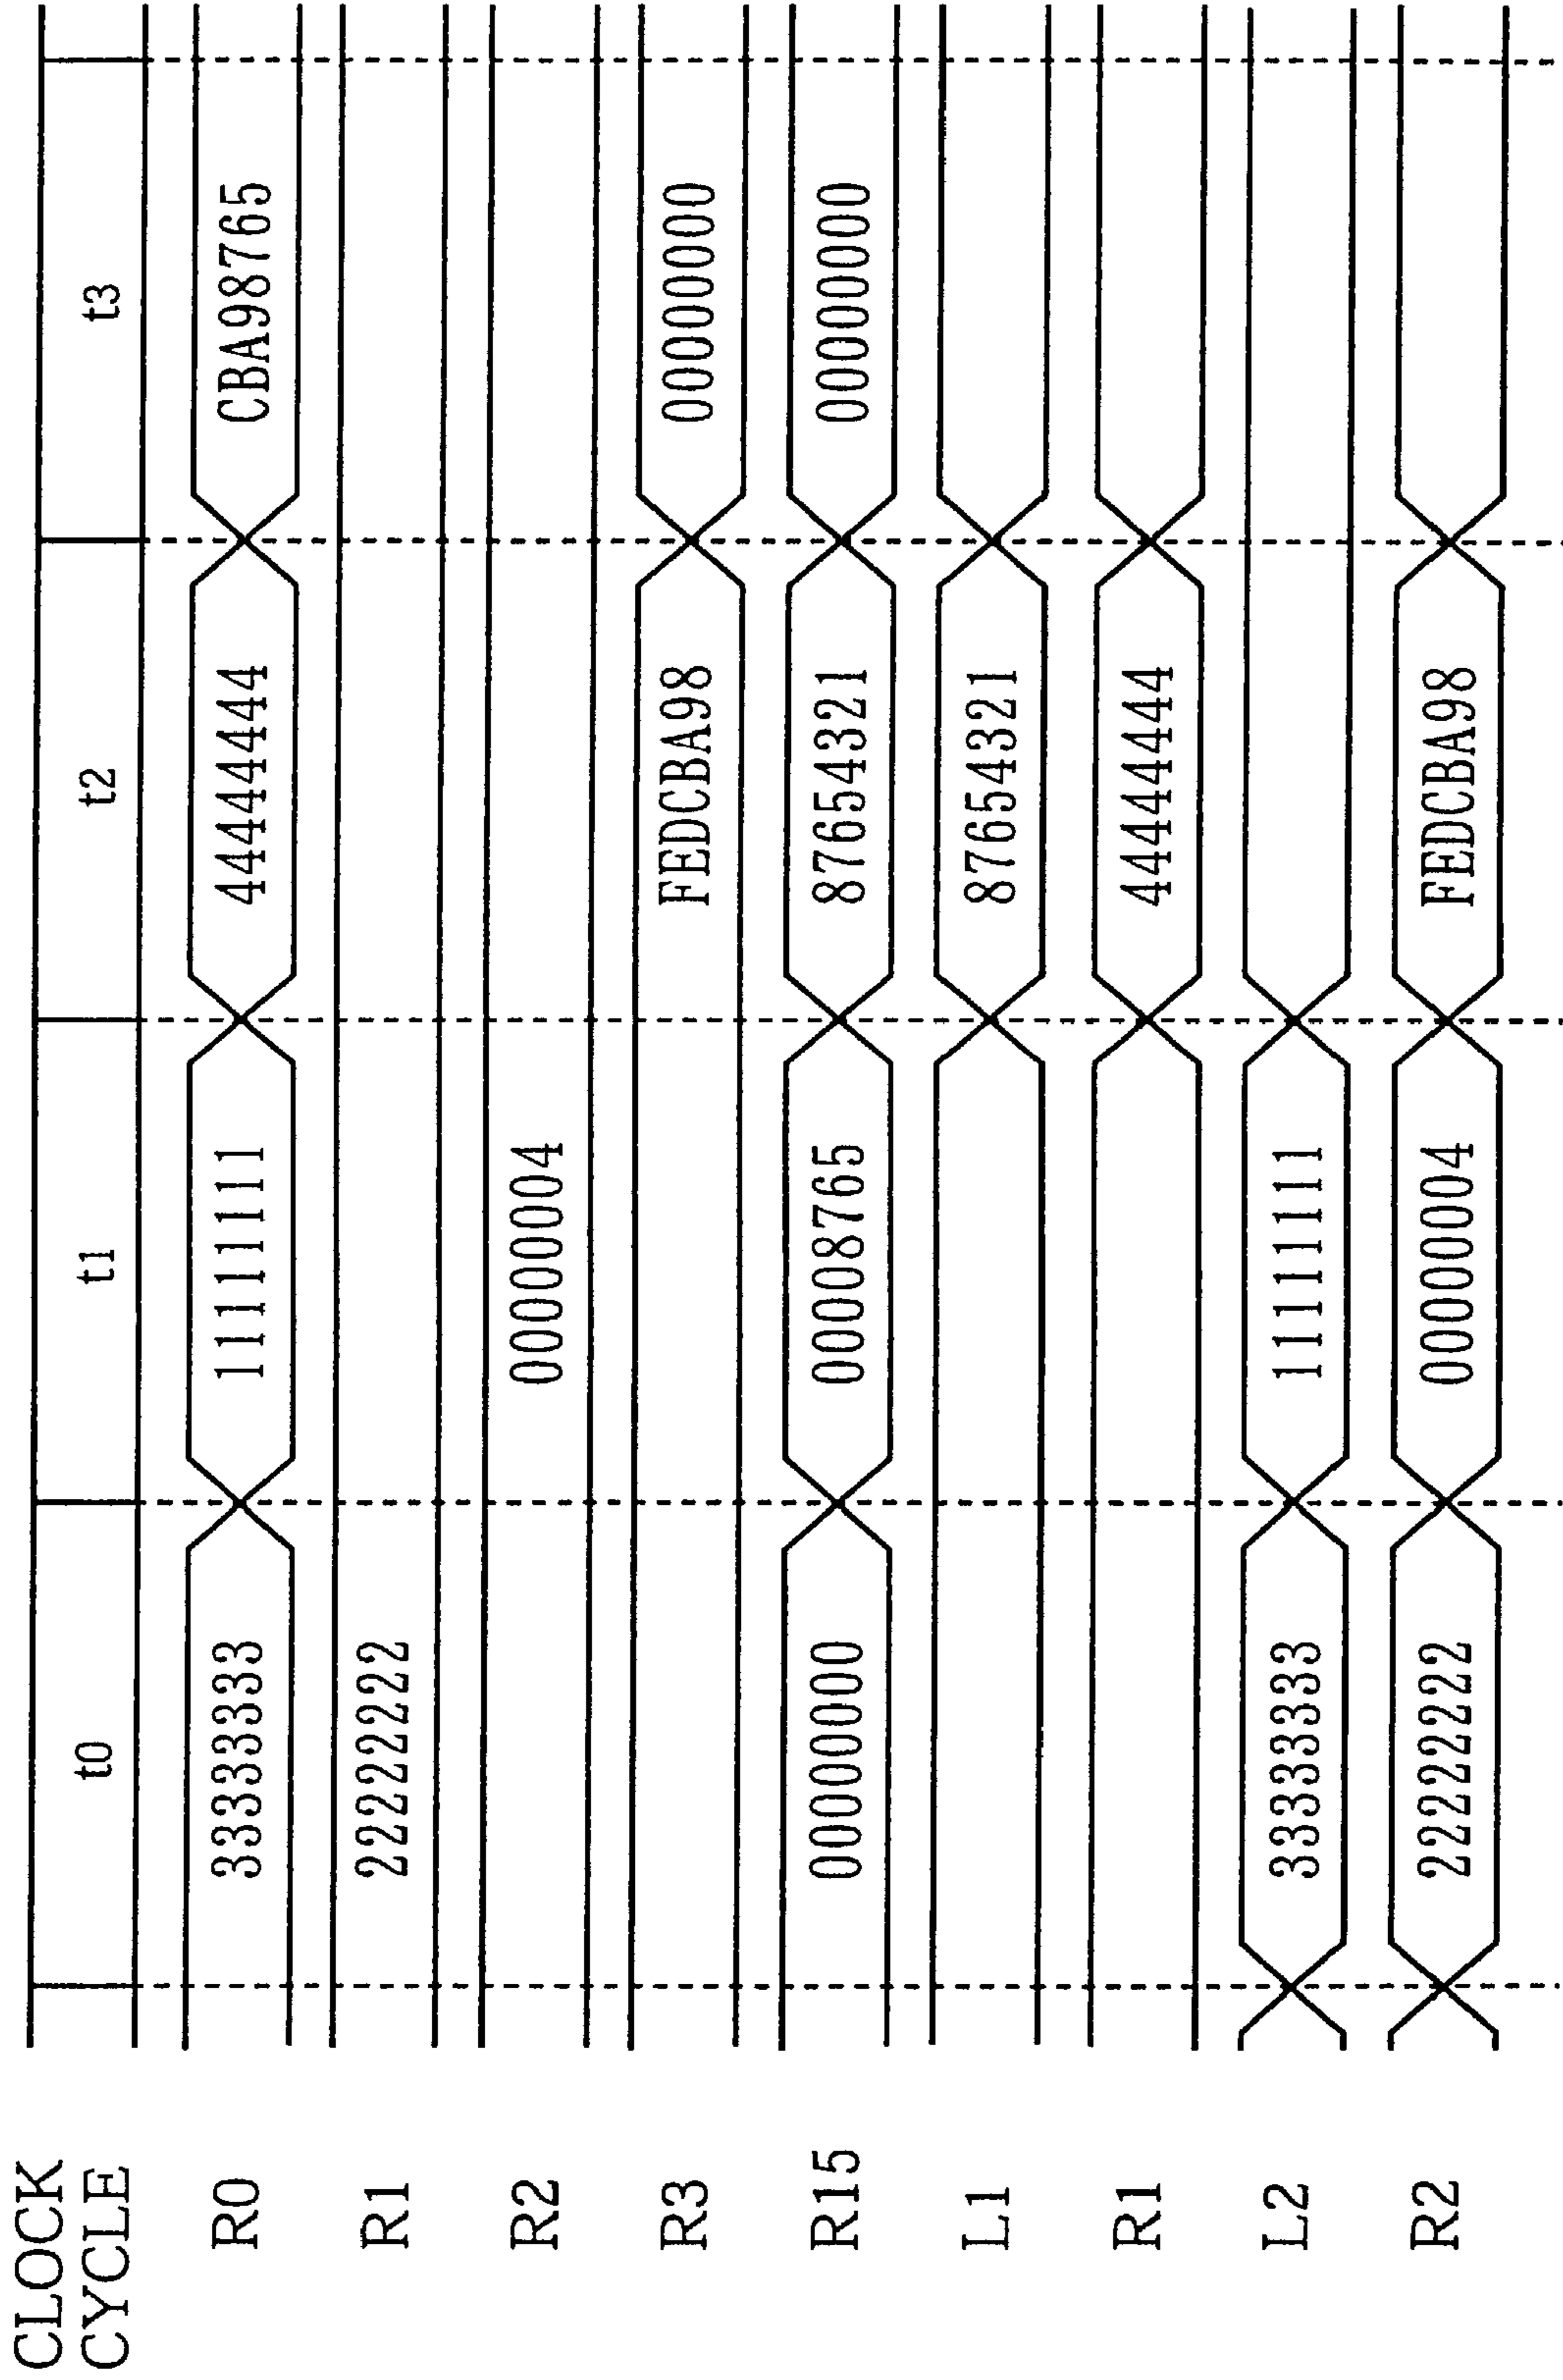 CLOCK
CYCLE
t0 t1 t2 t3
R0 33333333 11111111 44444444 CBA98765
R1 22222222
R2 00000004
R3 FEDCBA98 00000000
R15 00000000 00008765 87654321 00000000
L1 87654321
R1 44444444
L2 33333333 11111111
R2 22222222 00000004 FEDCBA98